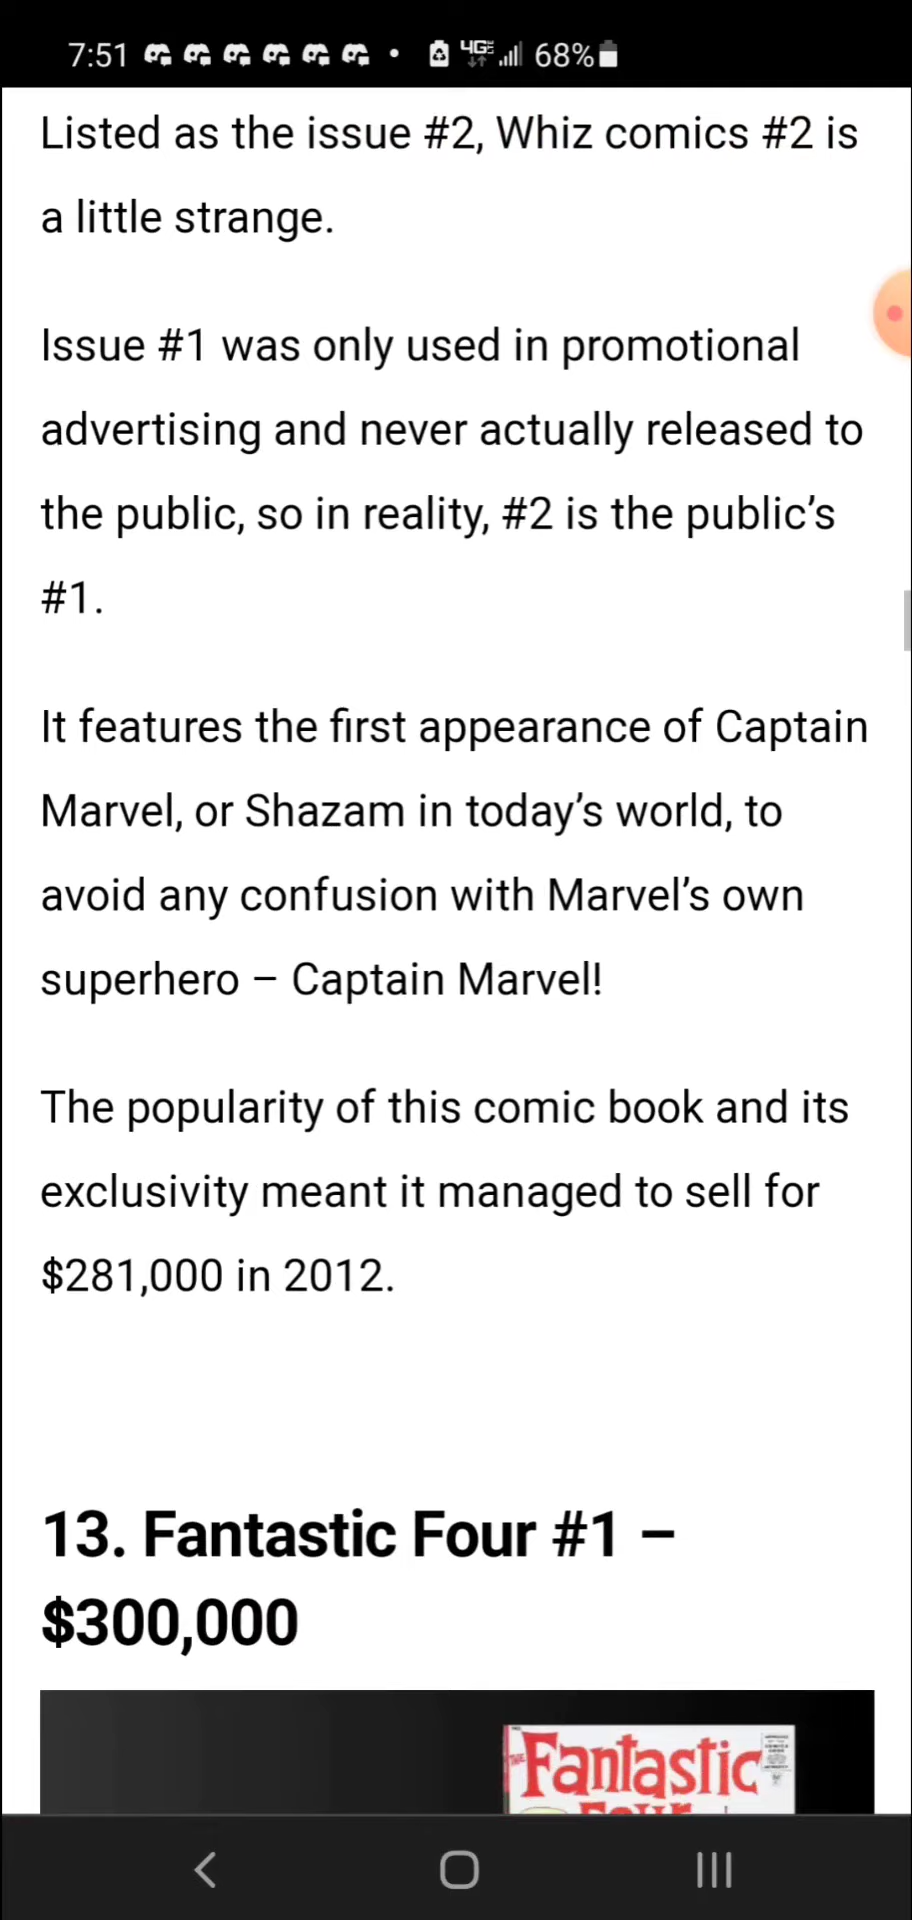 7:51 4GE 68%
Listed as the issue #2, Whiz comics #2 is
a little strange.
Issue #1 was only used in promotional
advertising and never actually released to
the public, so in reality, #2 is the public’s
#1.
It features the first appearance of Captain
Marvel, or Shazam in today’s world, to
avoid any confusion with Marvel’s own
superhero – Captain Marvel!
The popularity of this comic book and its
exclusivity meant it managed to sell for
$281,000 in 2012.
13. Fantastic Four #1 –
$300,000
THE Fantastic
Four